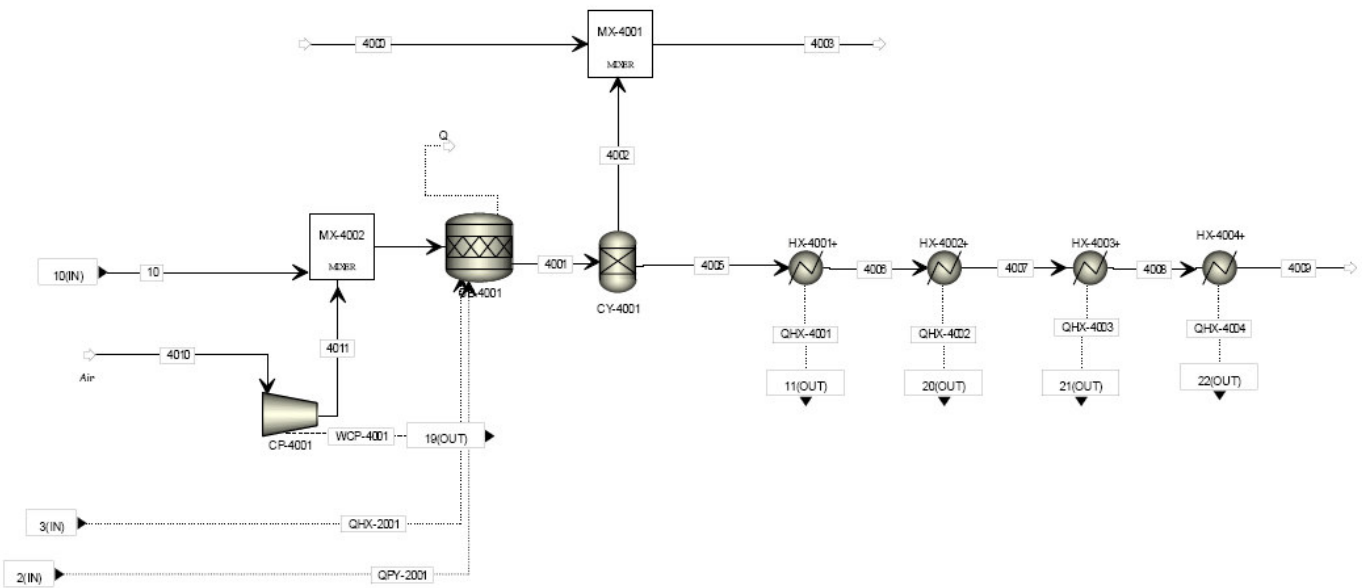 4000
MX-4001
MIXER
4003
Q
4002
MX-4002
MIXER
10(IN)
10
4001
CY-4001
4005
HX-4001+
4006
HX-4002+
4007
HX-4003+
4008
HX-4004+
4009
QHX-4001
QHX-4002
QHX-4003
QHX-4004
11(OUT)
20(OUT)
21(OUT)
22(OUT)
4010
Air
4011
CP-4001
WCP-4001
19(OUT)
3(IN)
QHX-2001
2(IN)
QPY-2001